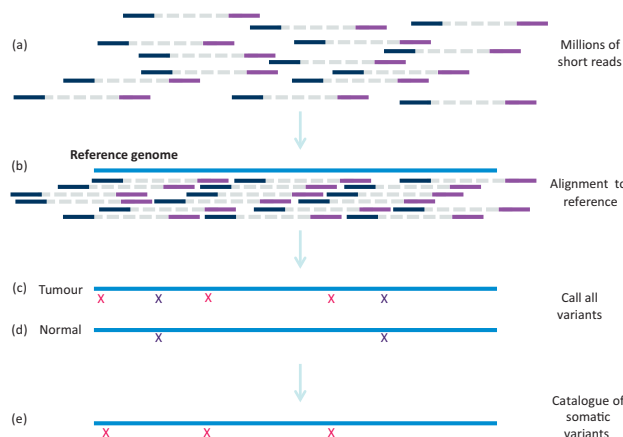 (a)
Millions of
short reads
(b)
Reference genome
Alignment to
reference
(c) Tumour
X X X X X
Call all
variants
(d) Normal
X X
(e)
X X X
Catalogue of
somatic
variants